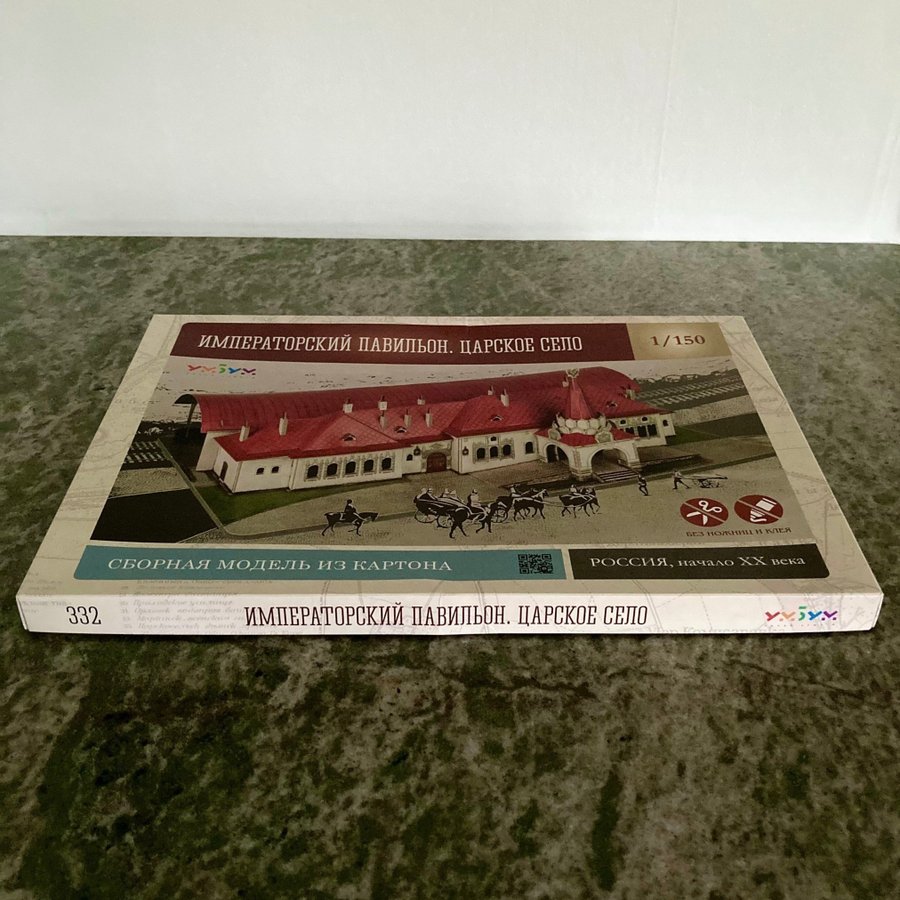 ИМПЕРАТОРСКИЙ ПАВИЛЬОН. ЦАРСКОЕ СЕЛО
1/150
умбум
БЕЗ НОЖНИЦ И КЛЕЯ
СБОРНАЯ МОДЕЛЬ ИЗ КАРТОНА
РОССИЯ, начало XX века
332
ИМПЕРАТОРСКИЙ ПАВИЛЬОН. ЦАРСКОЕ СЕЛО
умбум